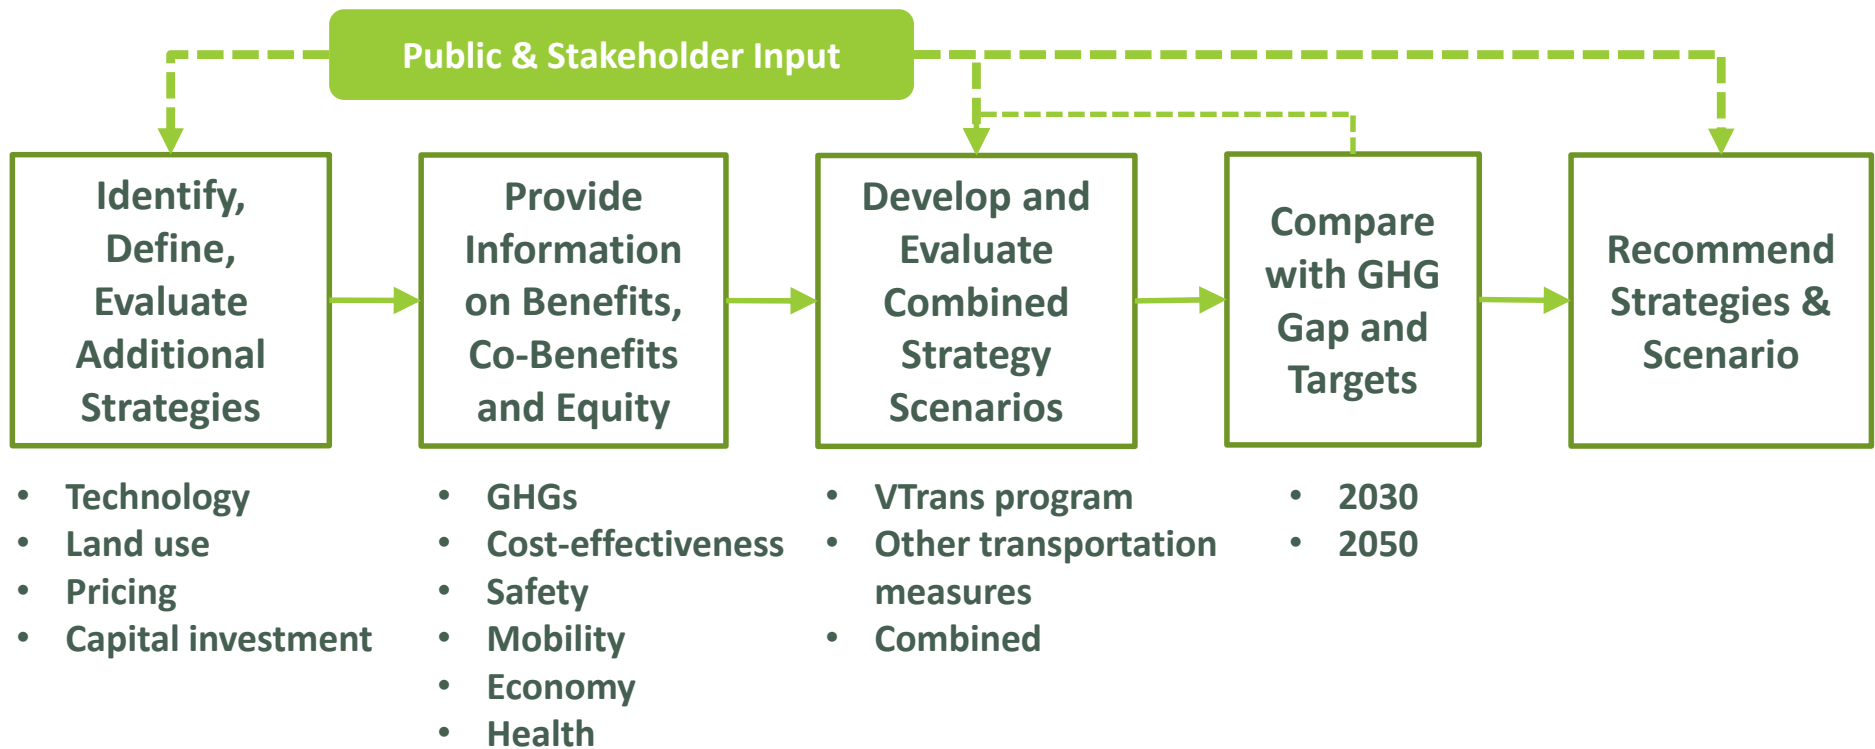 Public & Stakeholder Input
Identify,
Define,
Evaluate
Additional
Strategies
Provide
Information
on Benefits,
Co-Benefits
and Equity
Develop and
Evaluate
Combined
Strategy
Scenarios
Compare
with GHG
Gap and
Targets
Recommend
Strategies &
Scenario
• Technology
• Land use
• Pricing
• Capital investment
• GHGs
• Cost-effectiveness
• Safety
• Mobility
• Economy
• Health
• VTrans program
• Other transportation
measures
• Combined
• 2030
• 2050